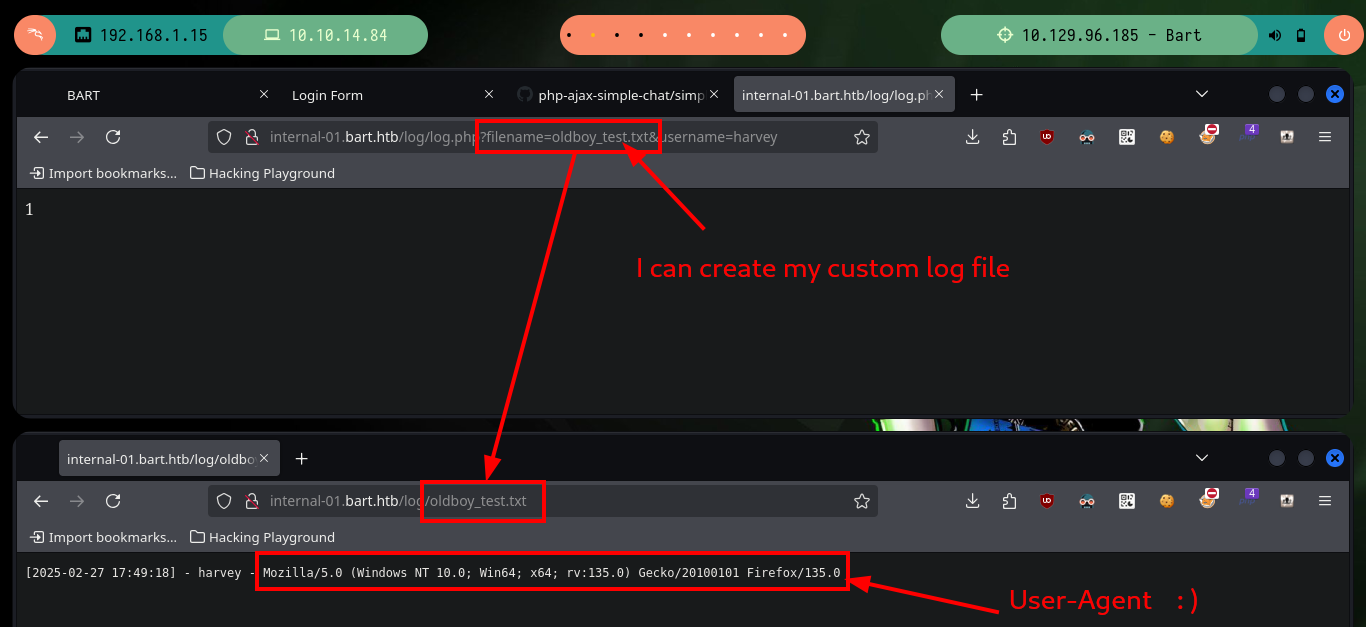 192.168.1.15 10.10.14.84 10.129.96.185 - Bart
BART Login Form php-ajax-simple-chat/simp internal-01.bart.htb/log/log.ph
internal-01.bart.htb/log/log.php?filename=oldboy_test.txt&username=harvey
4
Import bookmarks... Hacking Playground
1
I can create my custom log file
internal-01.bart.htb/log/oldbo
internal-01.bart.htb/log/oldboy_test.txt
4
Import bookmarks... Hacking Playground
[2025-02-27 17:49:18] - harvey - Mozilla/5.0 (Windows NT 10.0; Win64; x64; rv:135.0) Gecko/20100101 Firefox/135.0
User-Agent :)